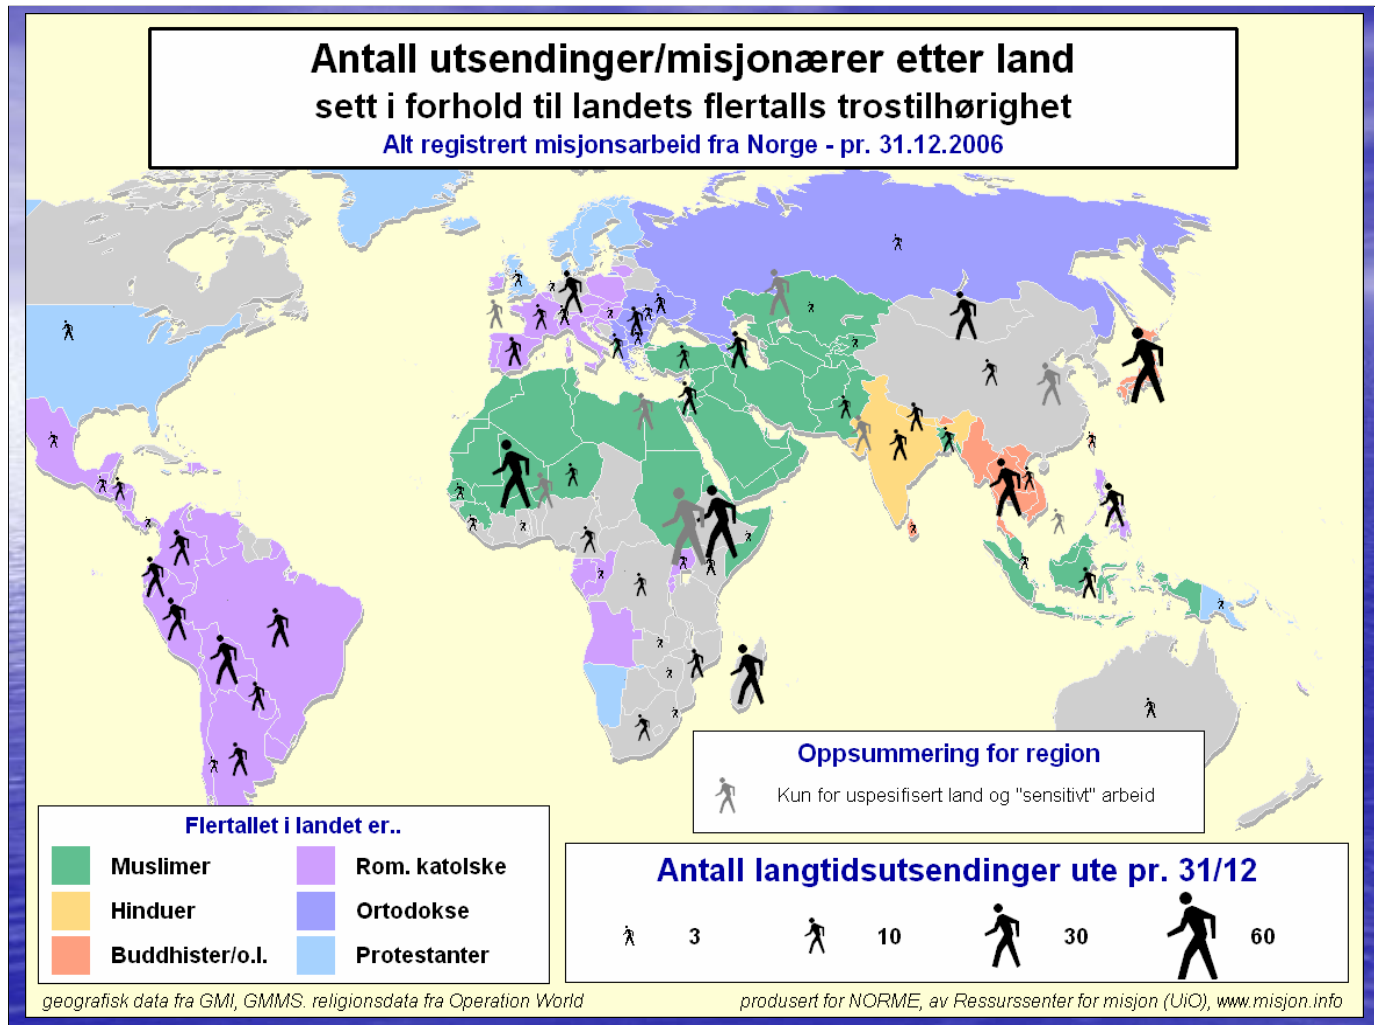 Antall utsendinger/misjonærer etter land
sett i forhold til landets flertalls trostilhørighet
Alt registrert misjonsarbeid fra Norge - pr. 31.12.2006
Oppsummering for region
Kun for uspesifisert land og "sensitivt" arbeid
Flertallet i landet er..
Muslimer
Rom. katolske
Hinduer
Ortodokse
Buddhister/o.l.
Protestanter
Antall langtidsutsendinger ute pr. 31/12
3 10 30 60
geografisk data fra GMI, GMMS. religionsdata fra Operation World
produsert for NORME, av Ressurssenter for misjon (UiO), www.misjon.info